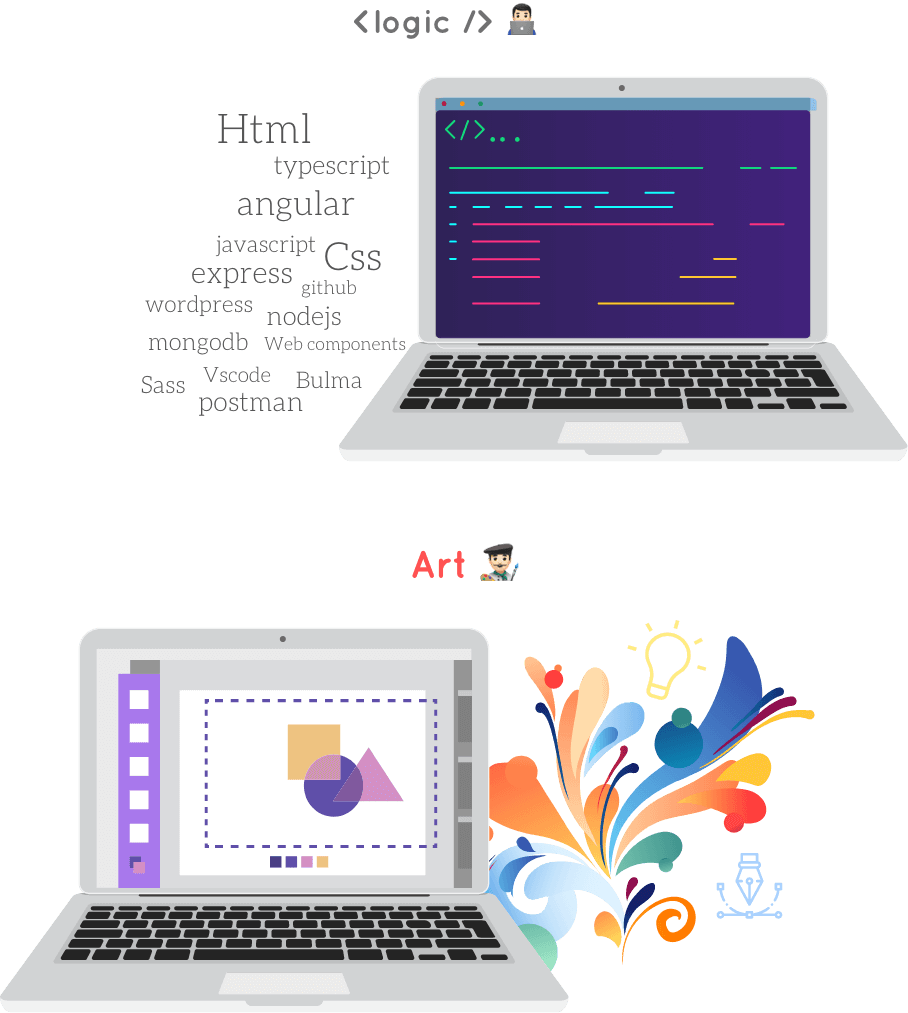 <logic />
Html
typescript
angular
javascript
Css
express
github
wordpress
nodejs
mongodb
Web components
Sass
Vscode
Bulma
postman
</>...
Art